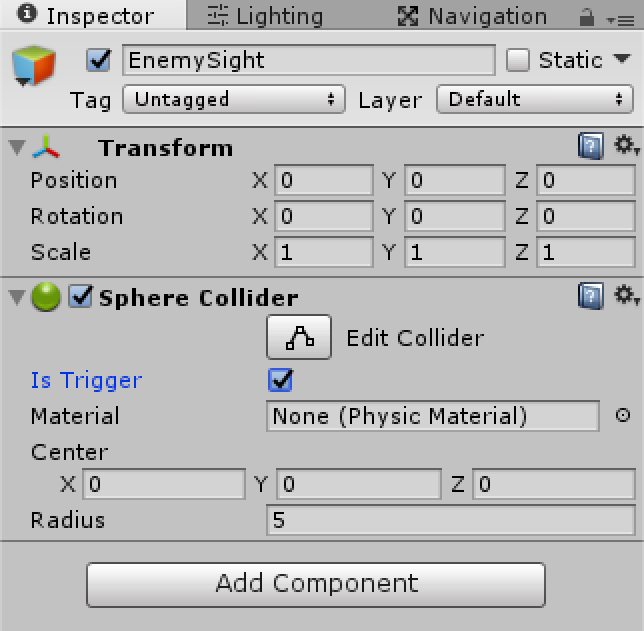 Inspector Lighting Navigation
EnemySight Static
Tag Untagged Layer Default
Transform
Position X 0 Y 0 Z 0
Rotation X 0 Y 0 Z 0
Scale X 1 Y 1 Z 1
Sphere Collider
Edit Collider
Is Trigger
Material None (Physic Material)
Center
X 0 Y 0 Z 0
Radius 5
Add Component